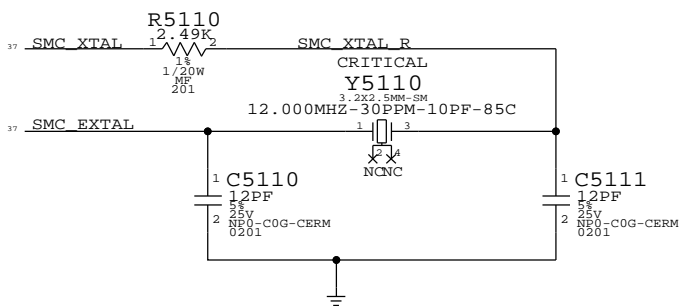 R5110
2.49K
37 SMC_XTAL 1 2 SMC_XTAL_R
1%
1/20W
MF
201
CRITICAL
Y5110
3.2X2.5MM-SM
12.000MHZ-30PPM-10PF-85C
37 SMC_EXTAL 1 3
2 4
NC NC
1 C5110
12PF
5%
2 25V
NP0-C0G-CERM
0201
1 C5111
12PF
5%
2 25V
NP0-C0G-CERM
0201